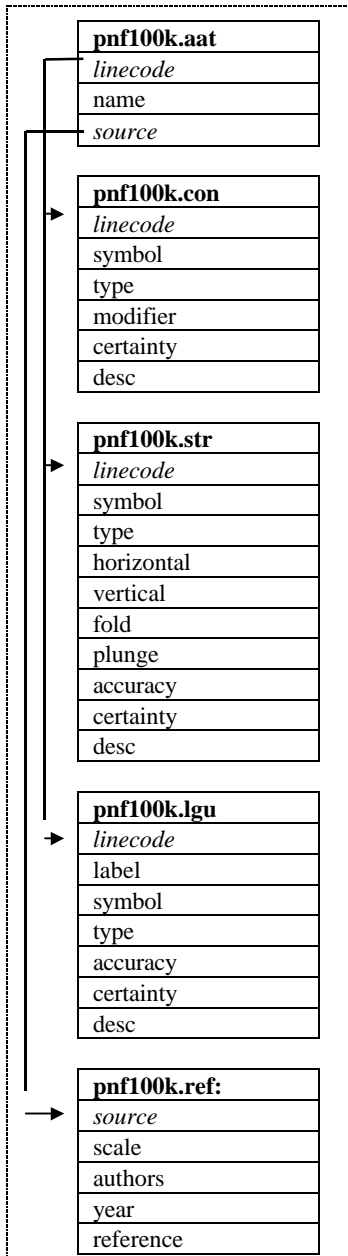 pnf100k.aat
linecode
name
source
pnf100k.con
linecode
symbol
type
modifier
certainty
desc
pnf100k.str
linecode
symbol
type
horizontal
vertical
fold
plunge
accuracy
certainty
desc
pnf100k.lgu
linecode
label
symbol
type
accuracy
certainty
desc
pnf100k.ref:
source
scale
authors
year
reference